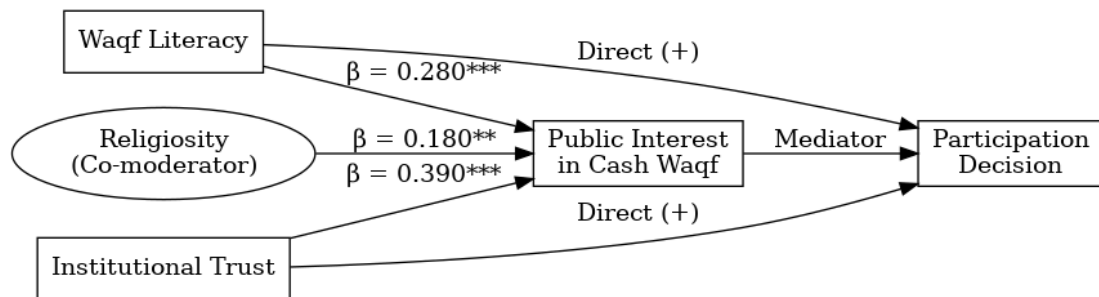 Waqf Literacy
Direct (+)
β = 0.280***
Religiosity
(Co-moderator)
β = 0.180**
β = 0.390***
Public Interest
in Cash Waqf
Mediator
Participation
Decision
Direct (+)
Institutional Trust